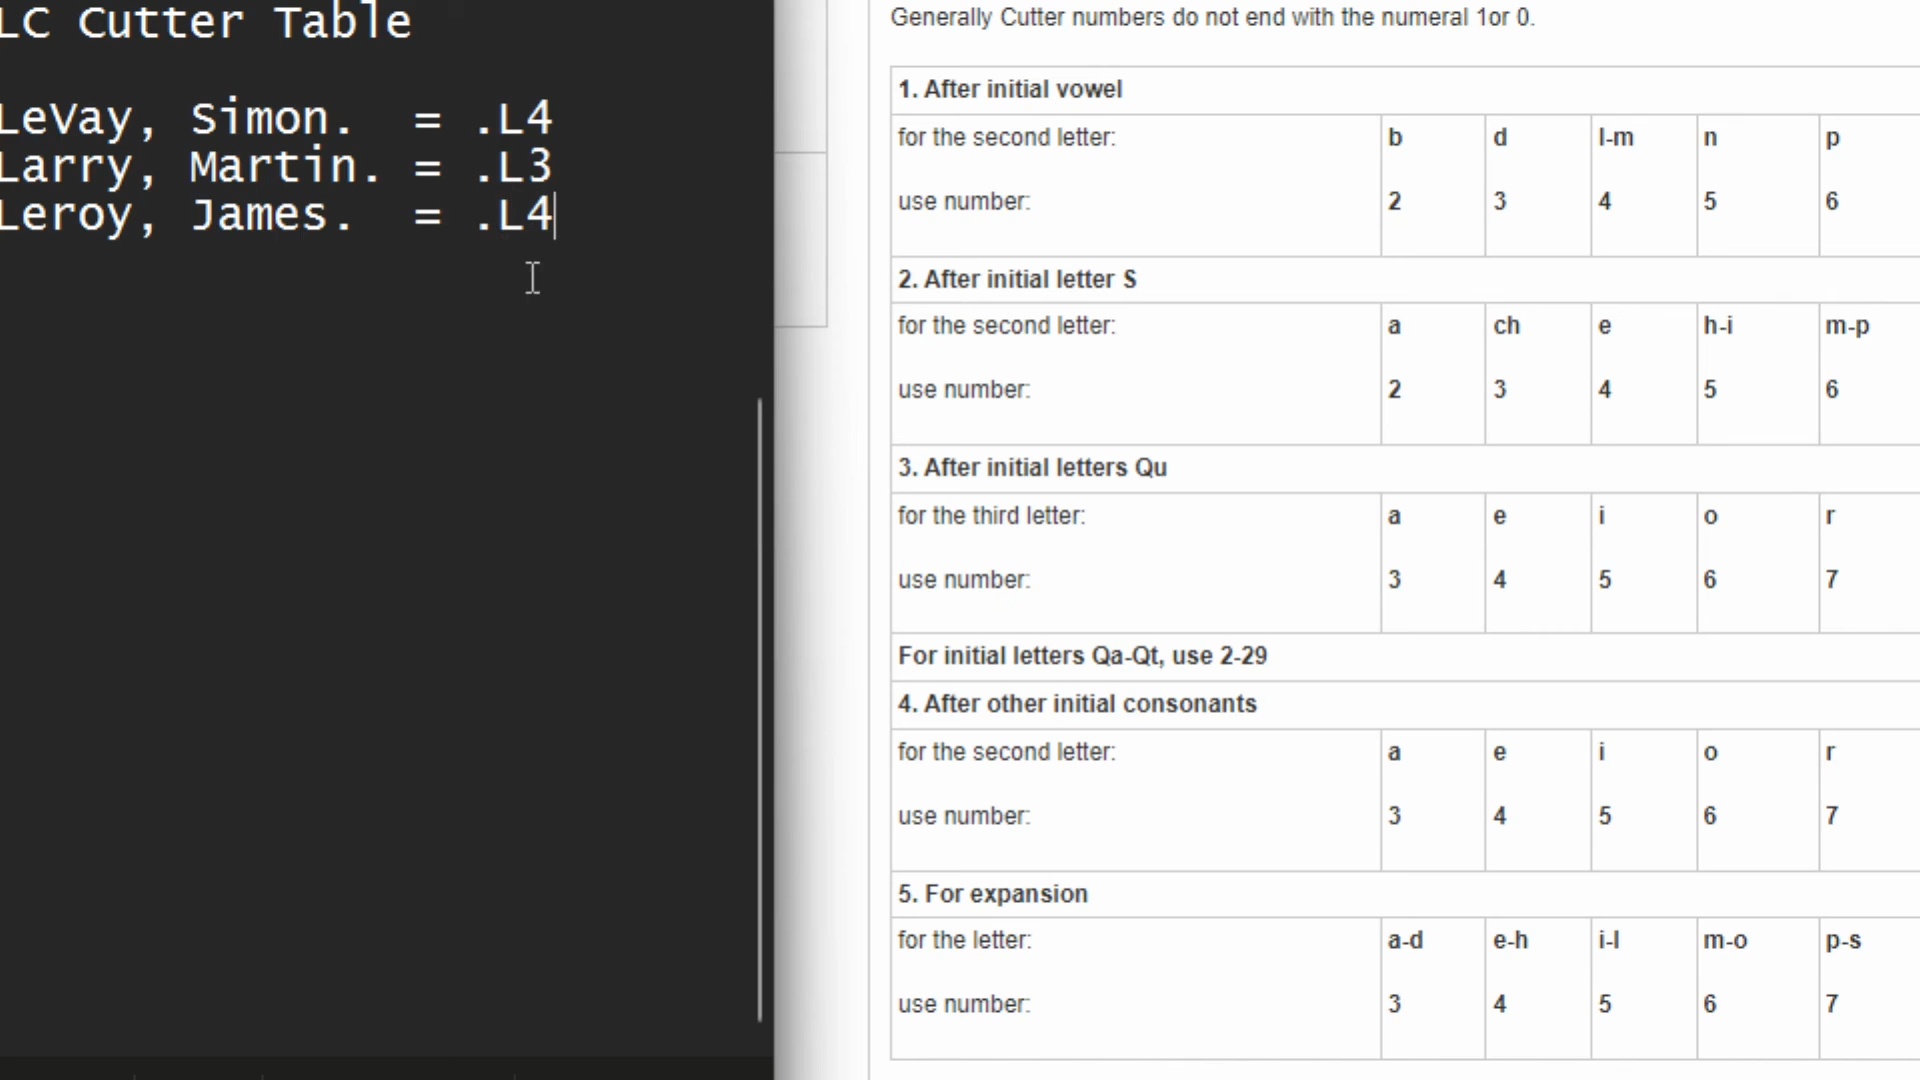 LC Cutter Table
LeVay, Simon. = .L4
Larry, Martin. = .L3
Leroy, James. = .L4
Generally Cutter numbers do not end with the numeral 1or 0.
1. After initial vowel
for the second letter: b d l-m n p
use number: 2 3 4 5 6
2. After initial letter S
for the second letter: a ch e h-i m-p
use number: 2 3 4 5 6
3. After initial letters Qu
for the third letter: a e i o r
use number: 3 4 5 6 7
For initial letters Qa-Qt, use 2-29
4. After other initial consonants
for the second letter: a e i o r
use number: 3 4 5 6 7
5. For expansion
for the letter: a-d e-h i-l m-o p-s
use number: 3 4 5 6 7